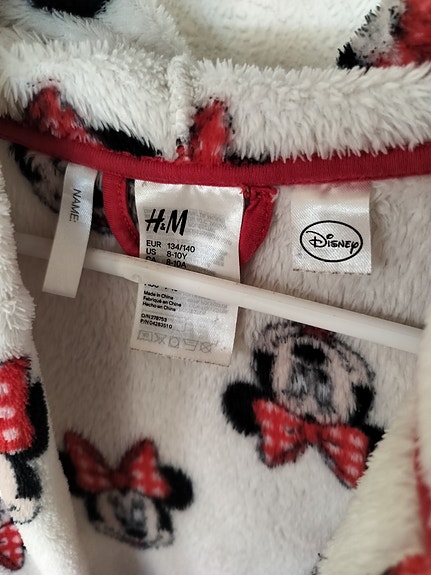 NAME:
H&M
EUR 134/140
US 8-10Y
CA 8-10A
Made in China
Fabriqué en Chine
Hecho en China
Disney